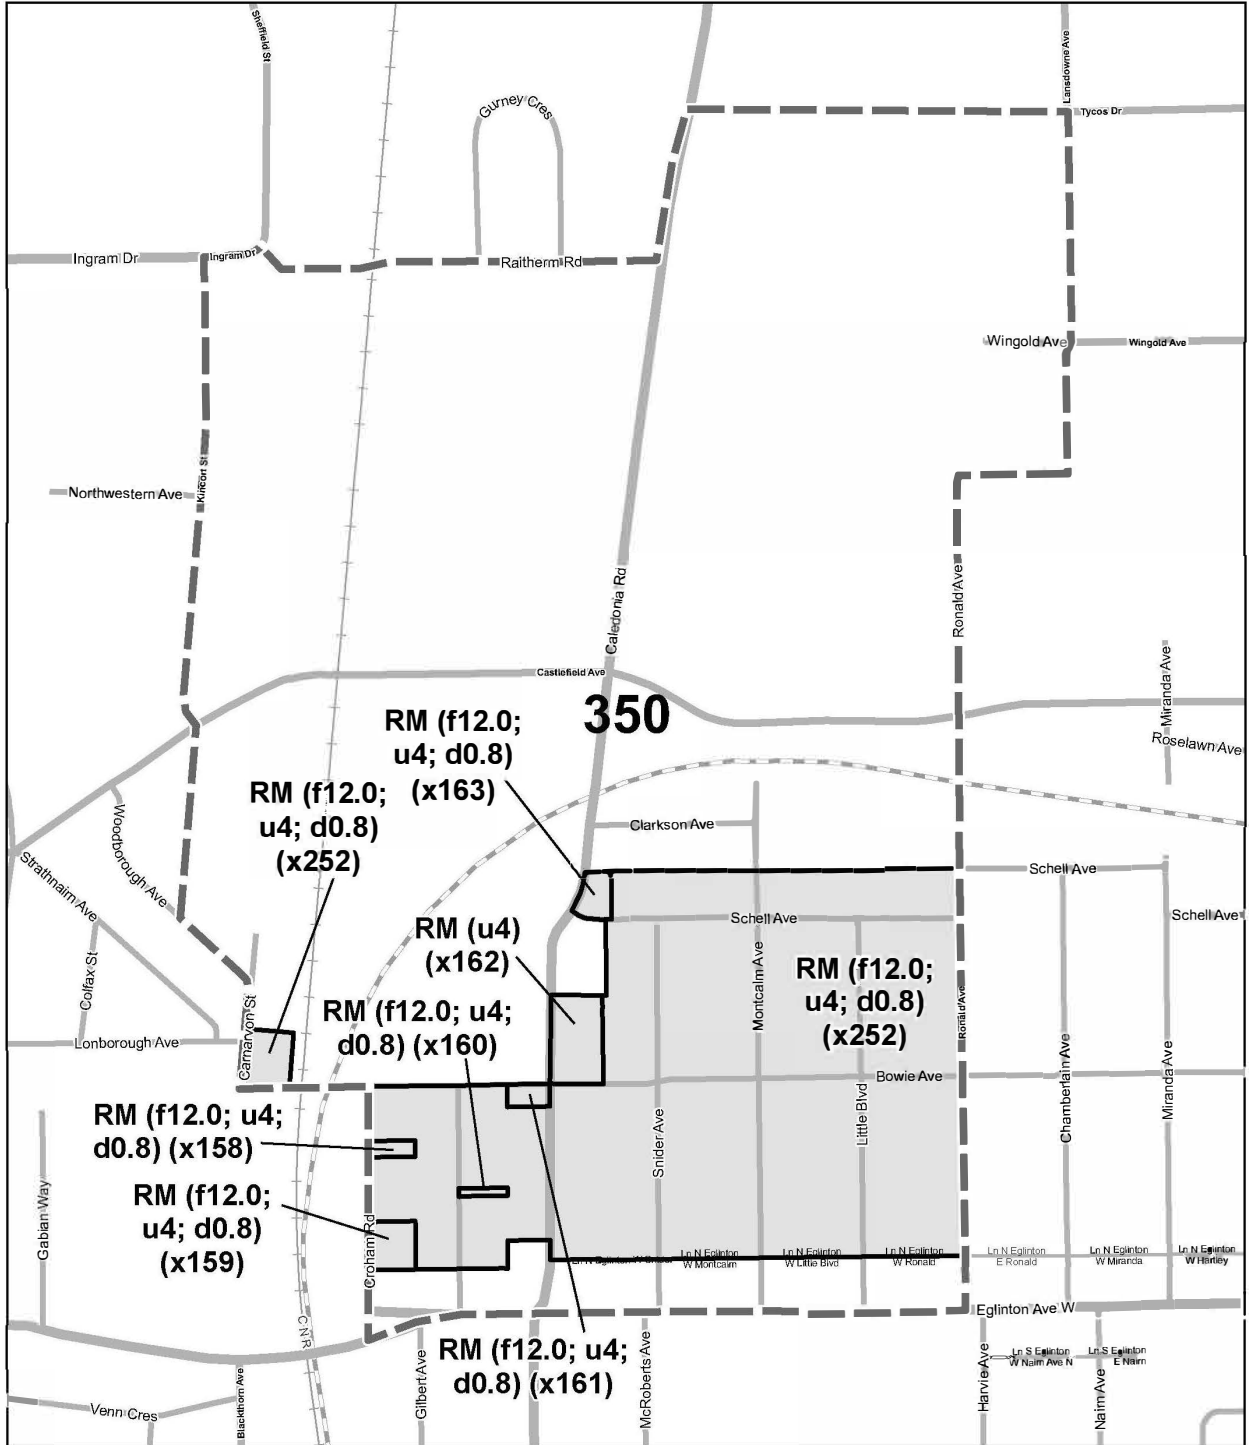 Sheffield St
Lansdowne Ave
Gurney Cres
Tycos Dr
Ingram Dr
Ingram Dr
Raitherm Rd
Wingold Ave
Wingold Ave
Kincort St
Northwestern Ave
Ronald Ave
Caledonia Rd
Castlefield Ave
Miranda Ave
Roselawn Ave
350
RM (f12.0;
u4; d0.8)
(x163)
RM (f12.0;
u4; d0.8)
(x252)
Woodborough Ave
Clarkson Ave
Strathnairn Ave
Schell Ave
Schell Ave
Schell Ave
RM (u4)
(x162)
Colfax St
Montcalm Ave
RM (f12.0;
u4; d0.8)
(x252)
Ronald Ave
RM (f12.0; u4;
d0.8) (x160)
Carnarvon St
Lonborough Ave
Bowie Ave
Chamberlain Ave
Miranda Ave
RM (f12.0; u4;
d0.8) (x158)
Snider Ave
Little Blvd
RM (f12.0;
u4; d0.8)
(x159)
Gabian Way
Croham Rd
Ln N Eglinton W Snider
Ln N Eglinton
W Montcalm
Ln N Eglinton
W Little Blvd
Ln N Eglinton
W Ronald
Ln N Eglinton
E Ronald
Ln N Eglinton
W Miranda
Ln N Eglinton
W Hartley
Eglinton Ave W
C N R
RM (f12.0; u4;
d0.8) (x161)
Gilbert Ave
McRoberts Ave
Harvie Ave
Ln S Eglinton
W Nairn Ave N
Ln S Eglinton
E Nairn
Nairn Ave
Blackthorn Ave
Venn Cres